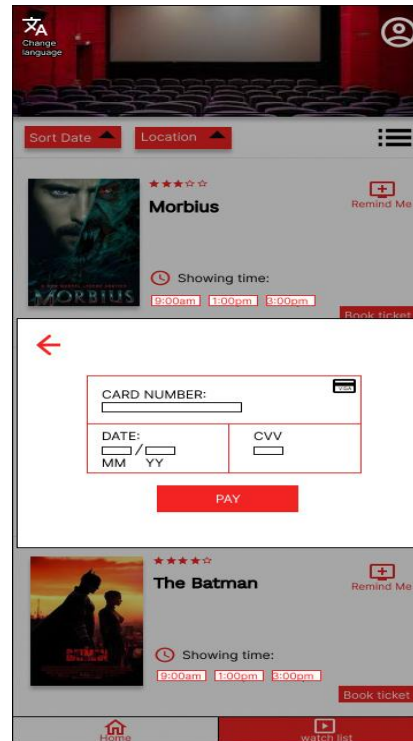 Change
language
Sort Date
Location
Morbius
Remind Me
Showing time:
9:00am 1:00pm 3:00pm
MORBIUS
Book ticket
CARD NUMBER:
VISA
DATE:
CVV
/
MM YY
PAY
The Batman
Remind Me
Showing time:
9:00am 1:00pm 3:00pm
Book ticket
Home
watch list